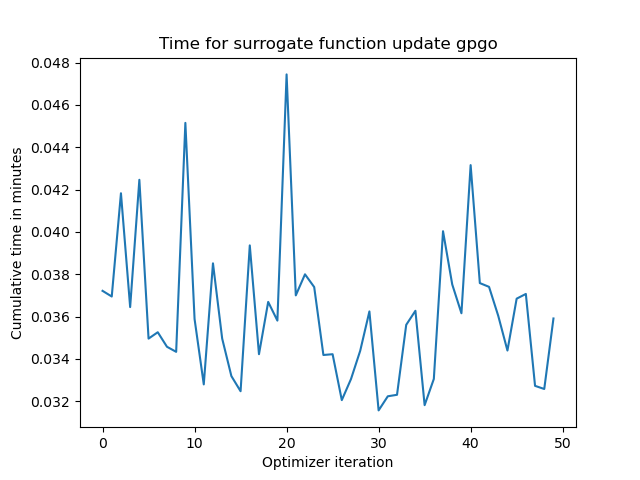 Time for surrogate function update gpgo
0.048
0.046
0.044
0.042
0.040
0.038
0.036
0.034
0.032
Cumulative time in minutes
0 10 20 30 40 50
Optimizer iteration